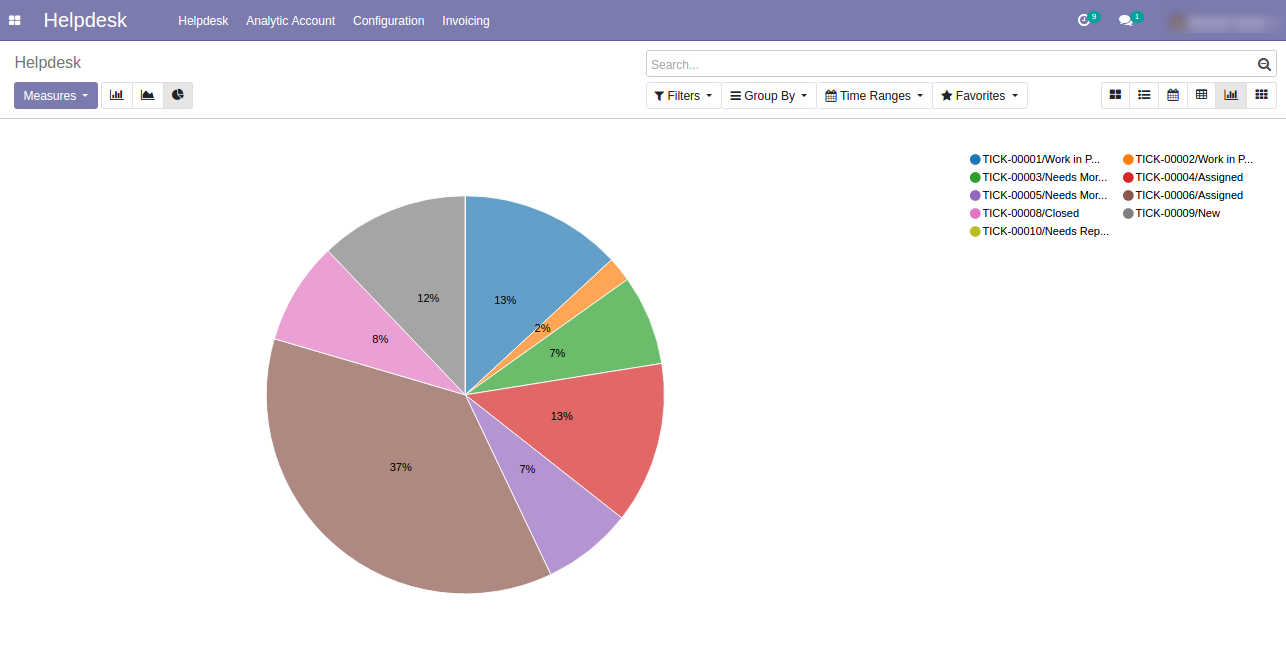 Helpdesk Helpdesk Analytic Account Configuration Invoicing 9 1
Helpdesk
Search...
Measures Filters Group By Time Ranges Favorites
TICK-00001/Work in P... TICK-00002/Work in P...
TICK-00003/Needs Mor... TICK-00004/Assigned
TICK-00005/Needs Mor... TICK-00006/Assigned
TICK-00008/Closed TICK-00009/New
TICK-00010/Needs Rep...
12% 13%
2%
8% 7%
13%
37% 7%